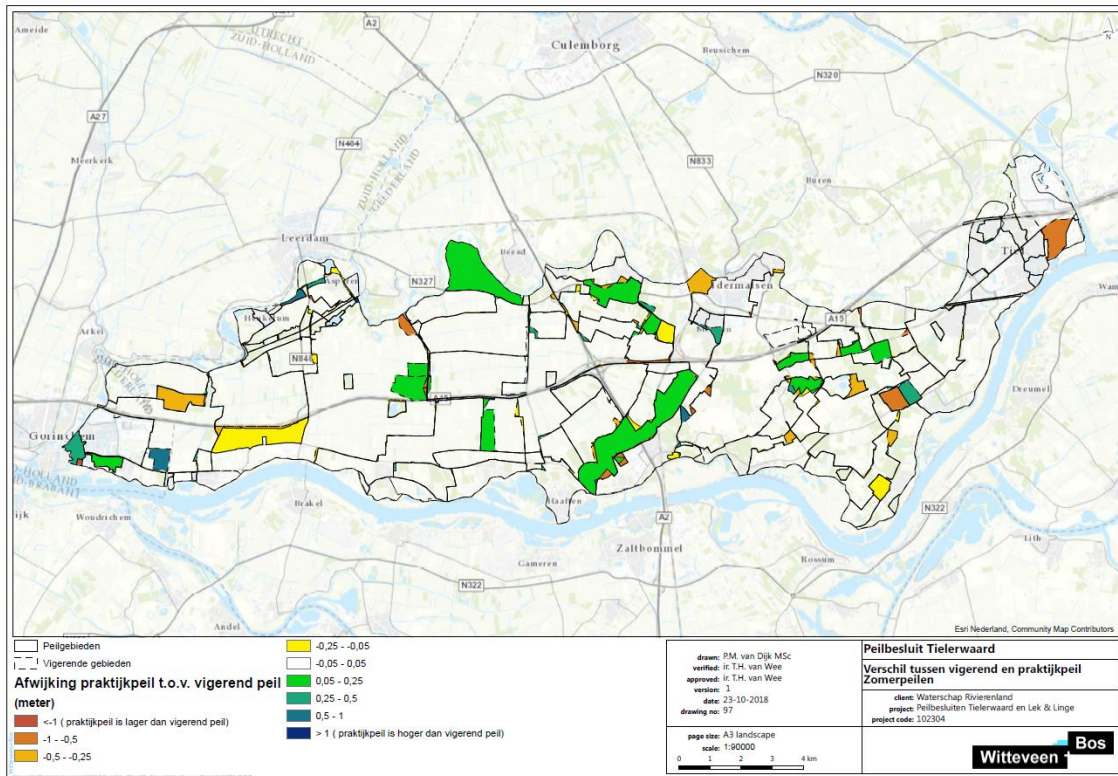 Ameide
UTRECHT
ZUID-HOLLAND
A2
Culemborg
Beusichem
N320
A27
N484
Meerkerk
ZUID-HOLLAND
GELDERLAND
N833
Buren
Leerdam
Beesd
Asperen
N327
Tiel
Geldermalsen
Arkel
Heukelum
A15
N848
Dreumel
A15
Gorinchem
Brakel
Haaften
Woudrichem
A2
N322
Zaltbommel
Lith
Gameren
Rossum
N322
Andel
Esri Nederland, Community Map Contributors
Peilgebieden
Vigerende gebieden
Afwijking praktijkpeil t.o.v. vigerend peil
(meter)
<-1 ( praktijkpeil is lager dan vigerend peil)
-1 - -0,5
-0,5 - -0,25
-0,25 - -0,05
-0,05 - 0,05
0,05 - 0,25
0,25 - 0,5
0,5 - 1
> 1 ( praktijkpeil is hoger dan vigerend peil)
drawn: P.M. van Dijk MSc
verified: ir. T.H. van Wee
approved: ir. T.H. van Wee
version: 1
date: 23-10-2018
drawing no: 97
page size: A3 landscape
scale: 1:90000
0 1 2 3 4 km
Peilbesluit Tielerwaard
Verschil tussen vigerend en praktijkpeil
Zomerpeilen
client: Waterschap Rivierenland
project: Peilbesluiten Tielerwaard en Lek & Linge
project code: 102304
Witteveen + Bos